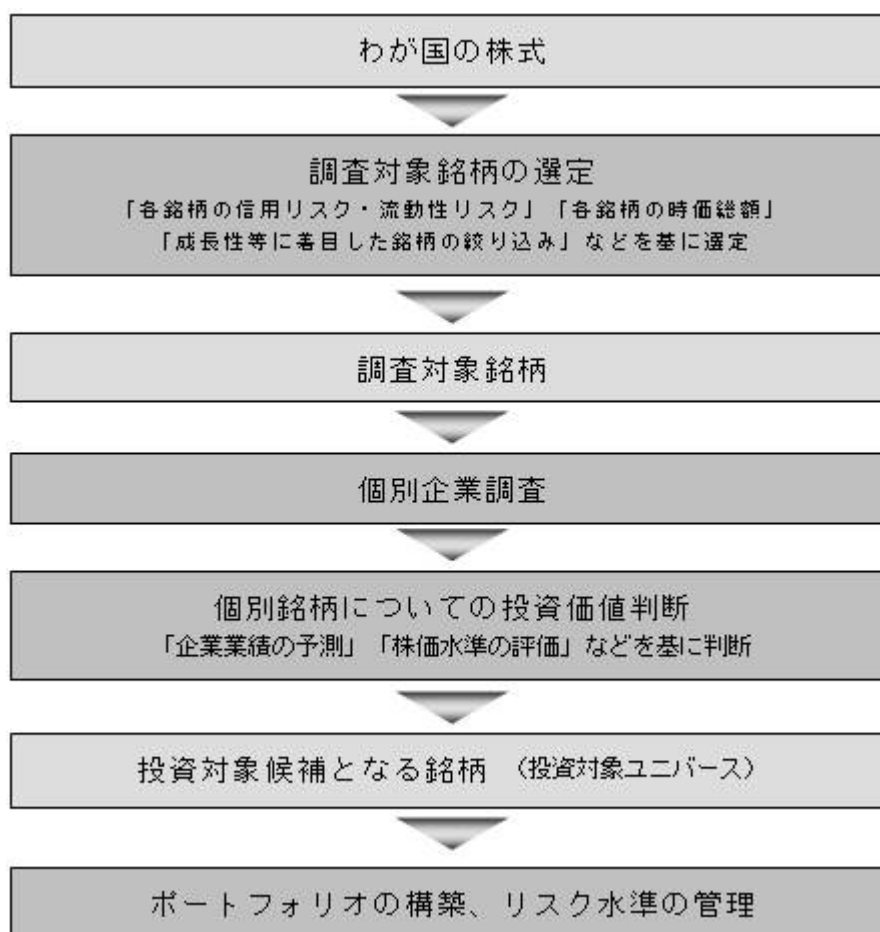 わが国の株式
調査対象銘柄の選定
「各銘柄の信用リスク・流動性リスク」「各銘柄の時価総額」
「成長性等に着目した銘柄の絞り込み」などを基に選定
調査対象銘柄
個別企業調査
個別銘柄についての投資価値判断
「企業業績の予測」「株価水準の評価」などを基に判断
投資対象候補となる銘柄 （投資対象ユニバース）
ポートフォリオの構築、リスク水準の管理